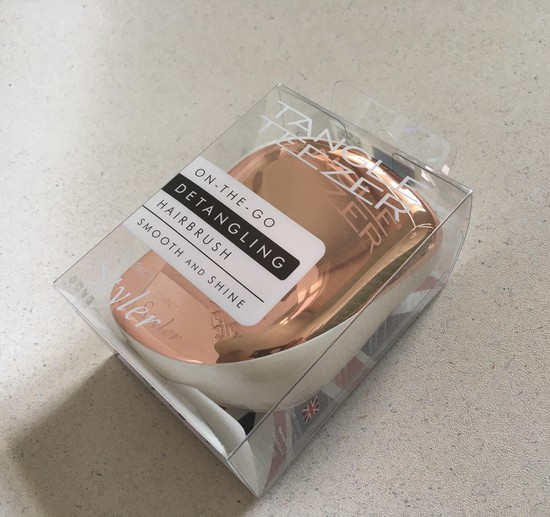 TANGLE
TEEZER
ON-THE-GO
DETANGLING
HAIRBRUSH
SMOOTH AND SHINE